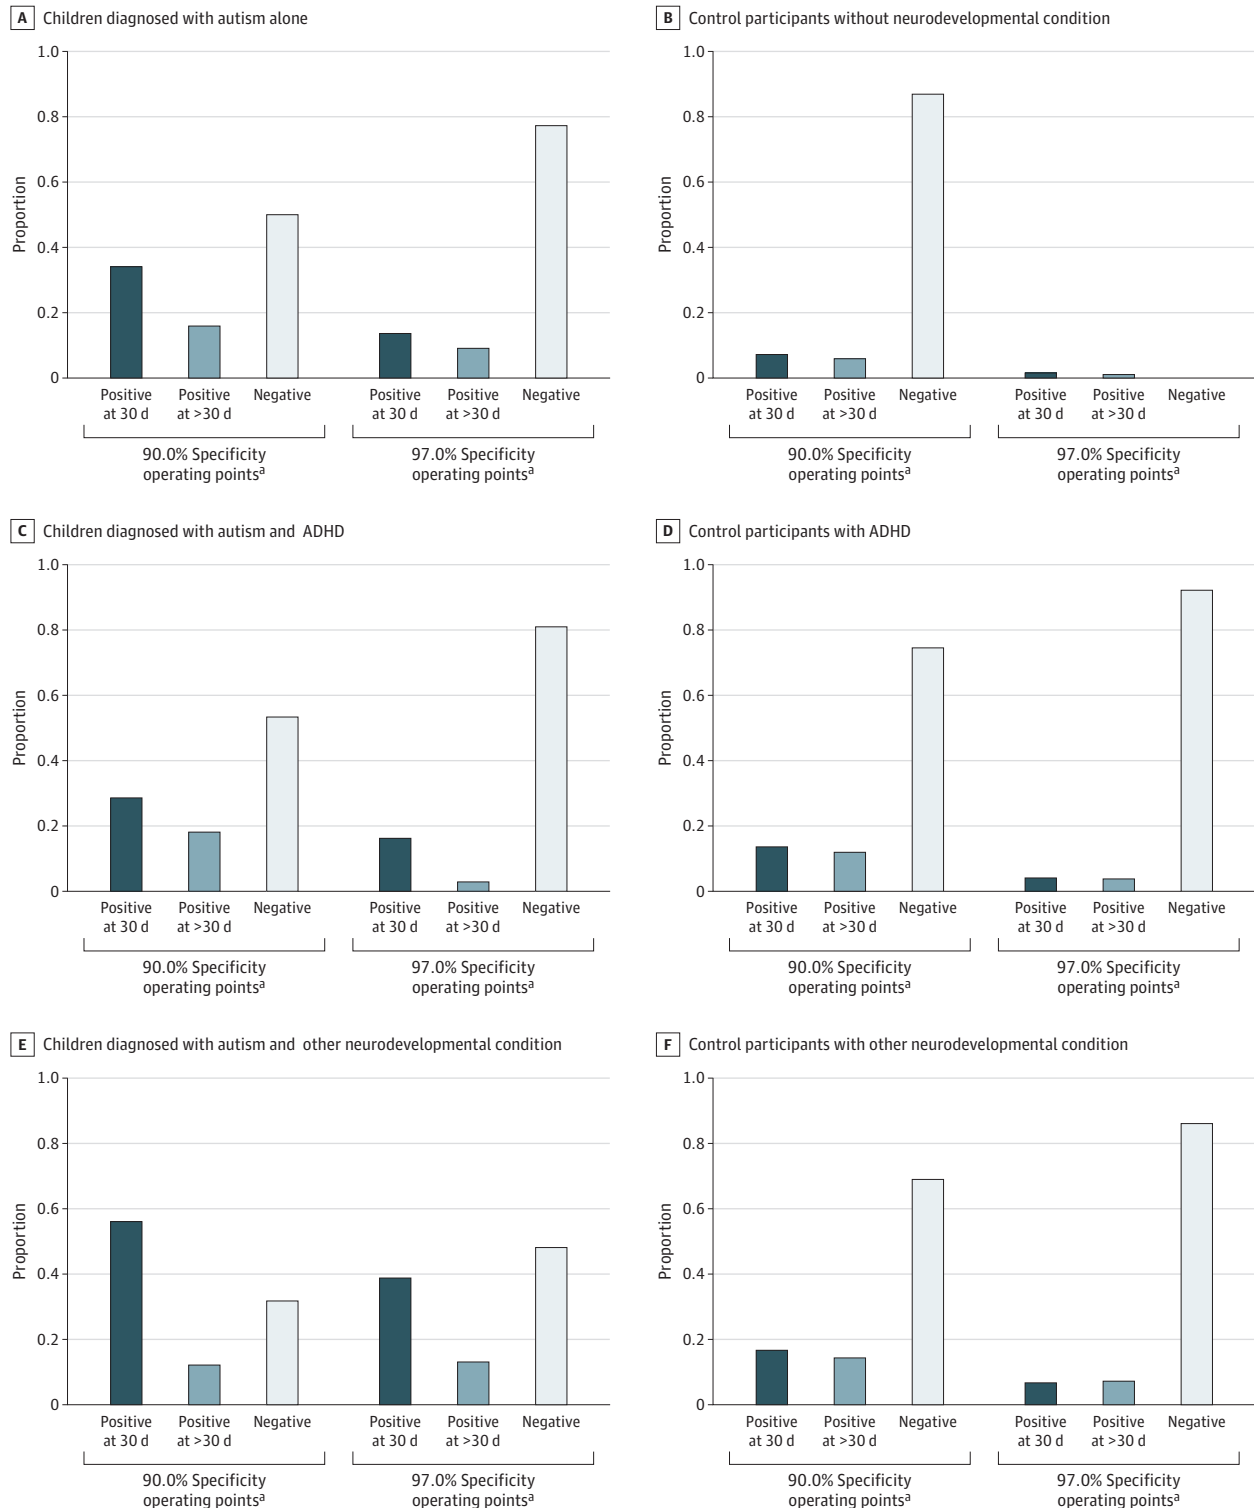 A Children diagnosed with autism alone
1.0
0.8
0.6
0.4
0.2
0
Proportion
Positive at 30 d
Positive at >30 d
Negative
Positive at 30 d
Positive at >30 d
Negative
90.0% Specificity operating pointsa
97.0% Specificity operating pointsa
B Control participants without neurodevelopmental condition
1.0
0.8
0.6
0.4
0.2
0
Proportion
Positive at 30 d
Positive at >30 d
Negative
Positive at 30 d
Positive at >30 d
Negative
90.0% Specificity operating pointsa
97.0% Specificity operating pointsa
C Children diagnosed with autism and ADHD
1.0
0.8
0.6
0.4
0.2
0
Proportion
Positive at 30 d
Positive at >30 d
Negative
Positive at 30 d
Positive at >30 d
Negative
90.0% Specificity operating pointsa
97.0% Specificity operating pointsa
D Control participants with ADHD
1.0
0.8
0.6
0.4
0.2
0
Proportion
Positive at 30 d
Positive at >30 d
Negative
Positive at 30 d
Positive at >30 d
Negative
90.0% Specificity operating pointsa
97.0% Specificity operating pointsa
E Children diagnosed with autism and other neurodevelopmental condition
1.0
0.8
0.6
0.4
0.2
0
Proportion
Positive at 30 d
Positive at >30 d
Negative
Positive at 30 d
Positive at >30 d
Negative
90.0% Specificity operating pointsa
97.0% Specificity operating pointsa
F Control participants with other neurodevelopmental condition
1.0
0.8
0.6
0.4
0.2
0
Proportion
Positive at 30 d
Positive at >30 d
Negative
Positive at 30 d
Positive at >30 d
Negative
90.0% Specificity operating pointsa
97.0% Specificity operating pointsa